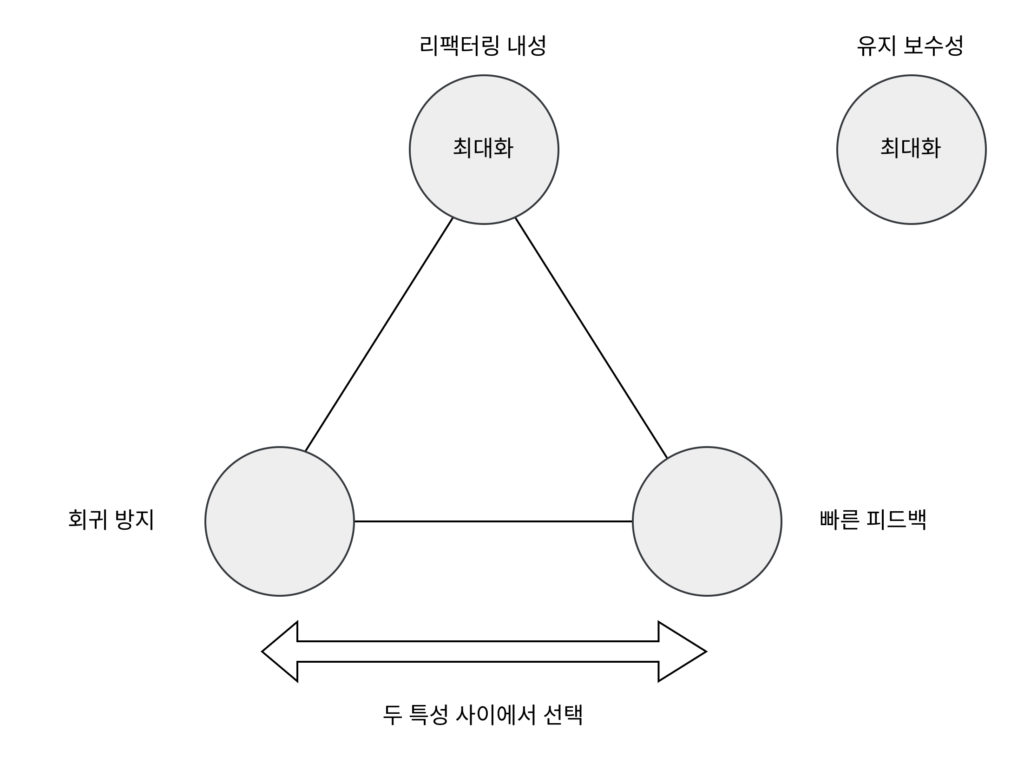 리팩터링 내성
유지 보수성
최대화
최대화
회귀 방지
빠른 피드백
두 특성 사이에서 선택